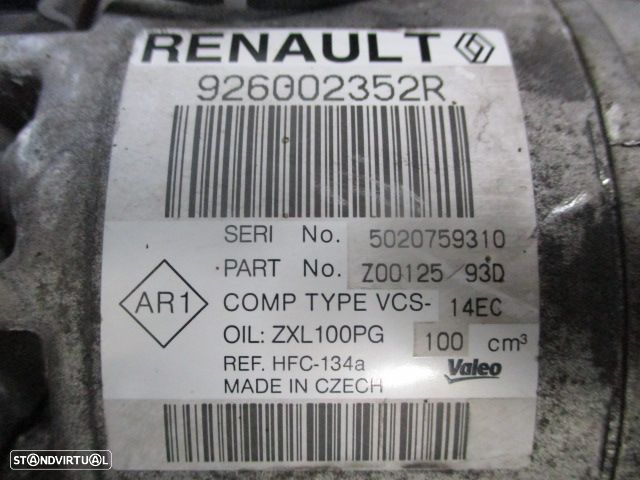 RENAULT
926002352R
SERI No. 5020759310
PART No. Z00125/93D
AR1
COMP TYPE VCS- 14EC
OIL: ZXL100PG 100 cm³
REF. HFC-134a
Valeo
MADE IN CZECH
STANDVIRTUAL